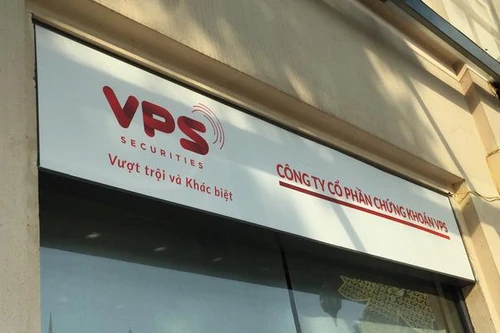 VPS
SECURITIES
Vượt trội và Khác biệt
CÔNG TY CỔ PHẦN CHỨNG KHOÁN VPS